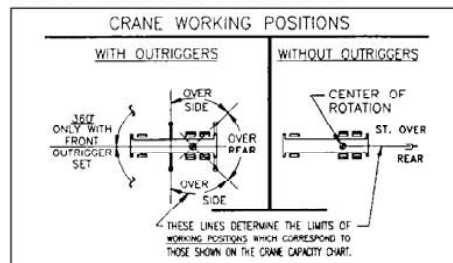 CRANE WORKING POSITIONS
WITH OUTRIGGERS
WITHOUT OUTRIGGERS
OVER
SIDE
CENTER OF
ROTATION
360
ONLY WITH
FRONT
OUTRIGGER
SET
OVER
REAR
ST. OVER
REAR
OVER
SIDE
THESE LINES DETERMINE THE LIMITS OF
WORKING POSITIONS WHICH CORRESPOND TO
THOSE SHOWN ON THE CRANE CAPACITY CHART.